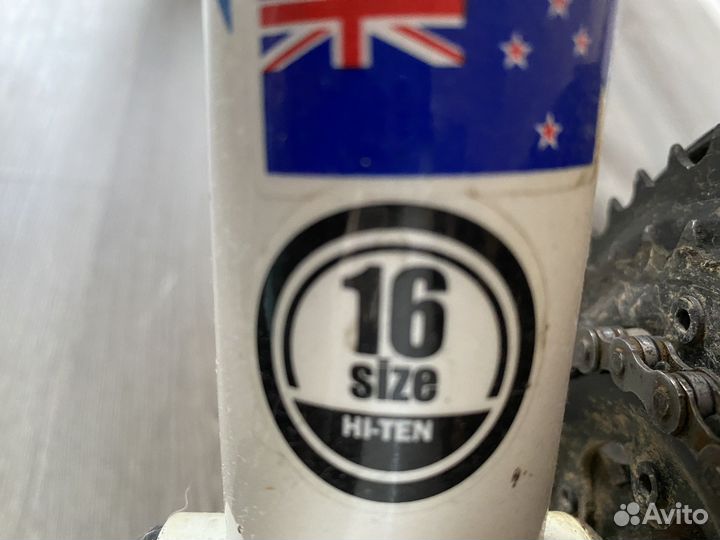 16
size
HI-TEN
Avito